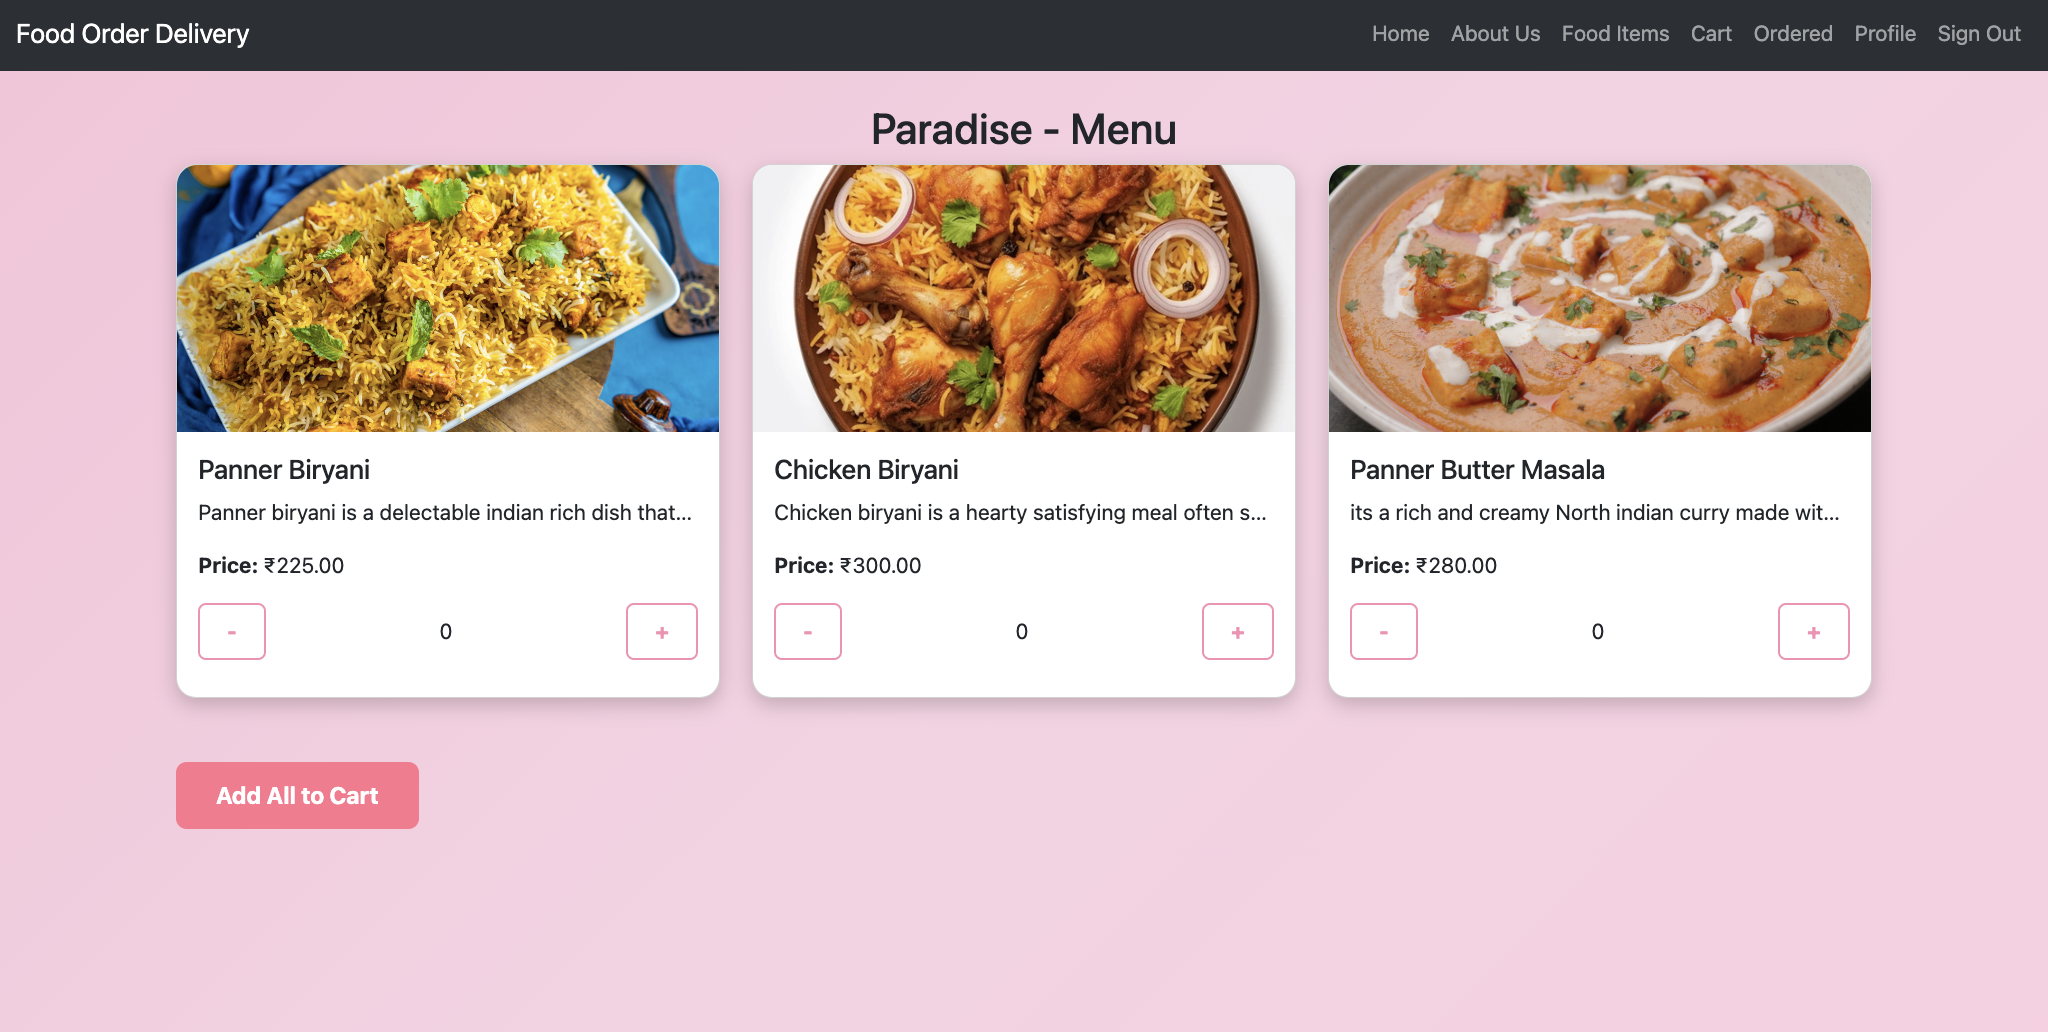 Food Order Delivery
Home About Us Food Items Cart Ordered Profile Sign Out
Paradise - Menu
Panner Biryani
Panner biryani is a delectable indian rich dish that...
Price: ₹225.00
- 0 +
Chicken Biryani
Chicken biryani is a hearty satisfying meal often s...
Price: ₹300.00
- 0 +
Panner Butter Masala
its a rich and creamy North indian curry made wit...
Price: ₹280.00
- 0 +
Add All to Cart